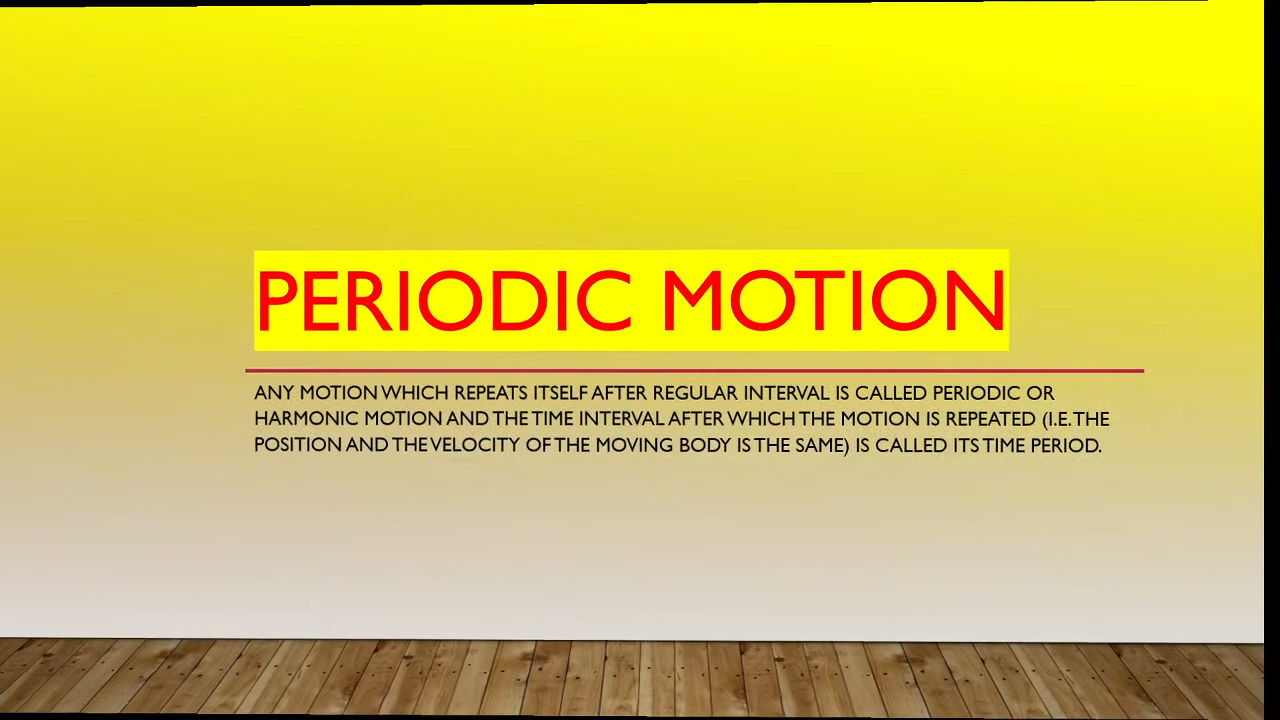 PERIODIC MOTION
ANY MOTION WHICH REPEATS ITSELF AFTER REGULAR INTERVAL IS CALLED PERIODIC OR
HARMONIC MOTION AND THE TIME INTERVAL AFTER WHICH THE MOTION IS REPEATED (I.E. THE
POSITION AND THE VELOCITY OF THE MOVING BODY IS THE SAME) IS CALLED ITS TIME PERIOD.